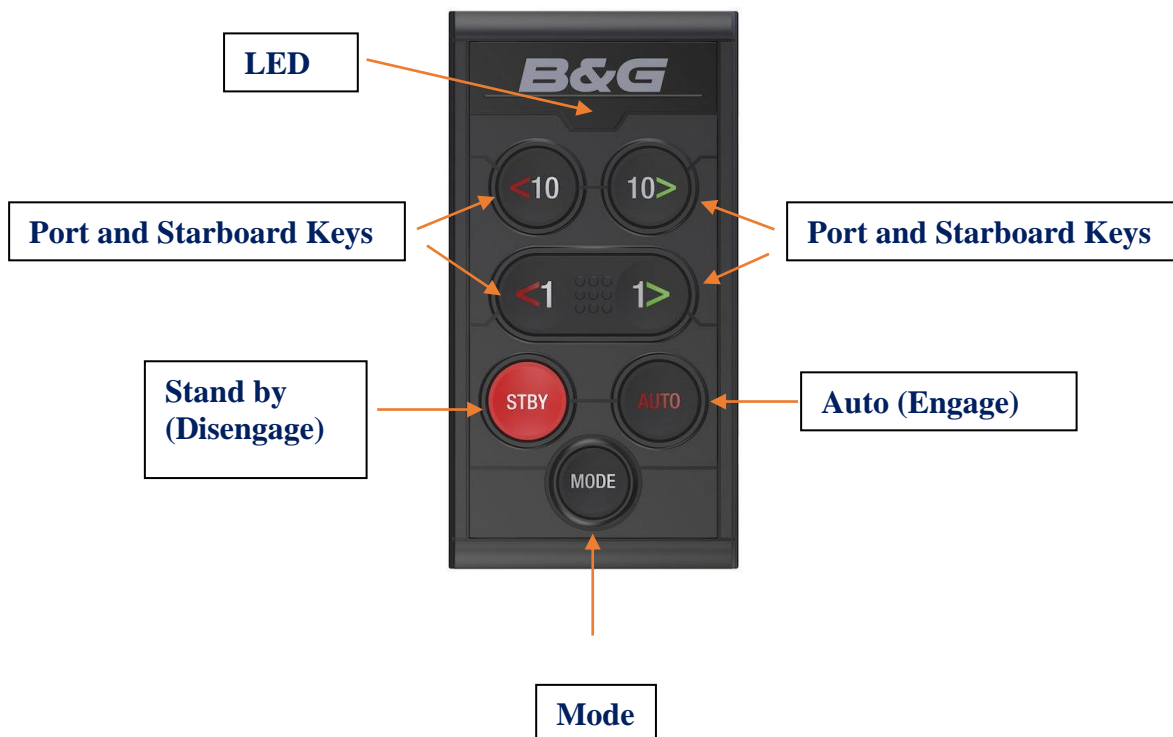 LED
B&G
<10
10>
Port and Starboard Keys
Port and Starboard Keys
<1
1>
Stand by
(Disengage)
STBY
AUTO
Auto (Engage)
MODE
Mode